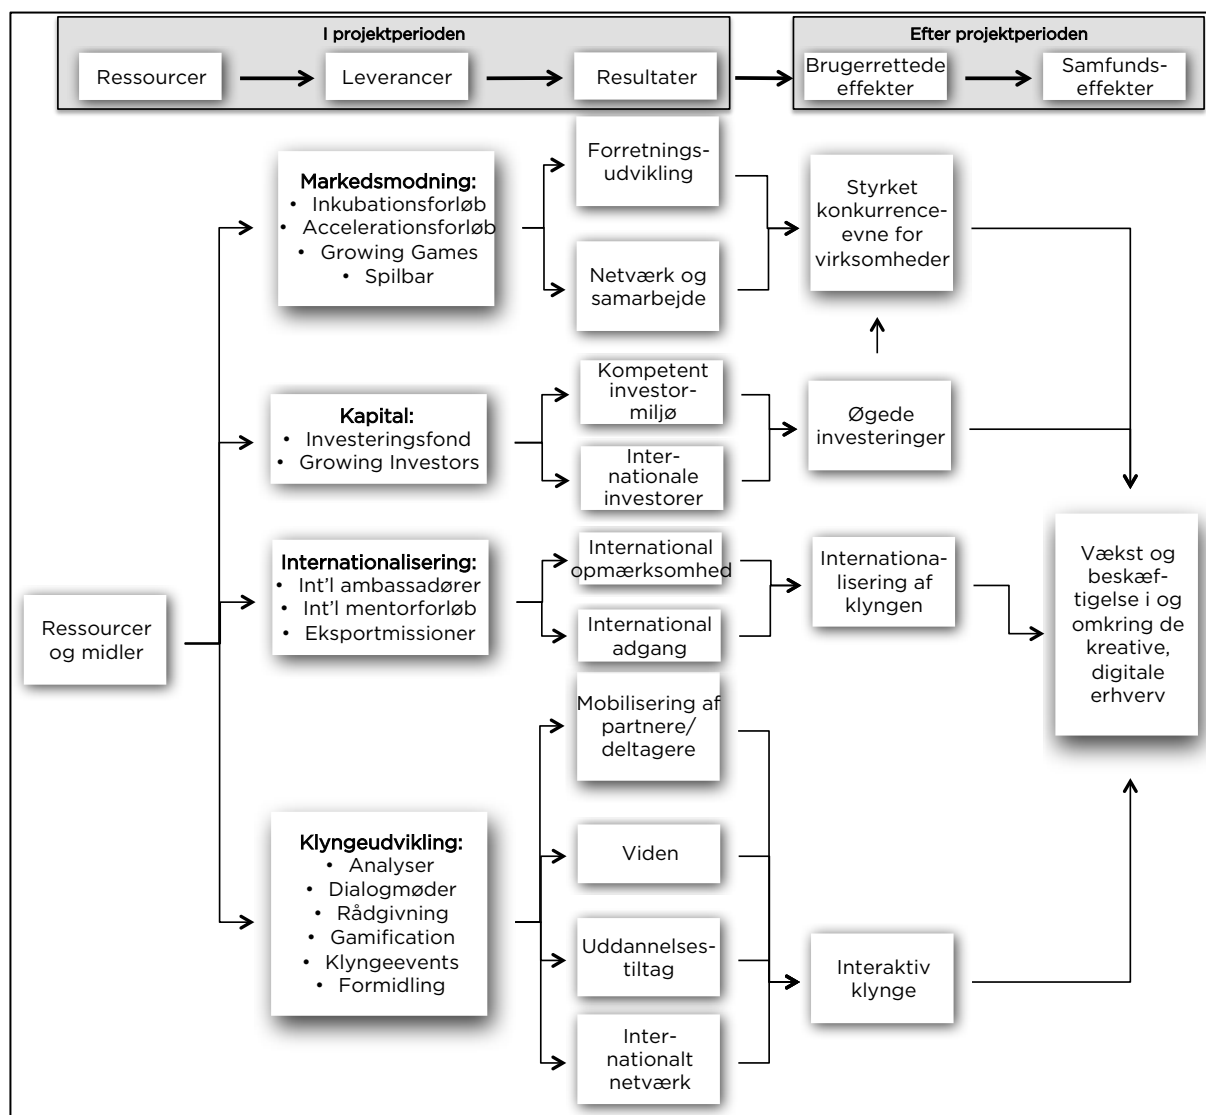 I projektperioden
Efter projektperioden
Ressourcer
Leverancer
Resultater
Brugerrettede
effekter
Samfunds-
effekter
Ressourcer
og midler
Markedsmodning:
• Inkubationsforløb
• Accelerationsforløb
• Growing Games
• Spilbar
Forretnings-
udvikling
Netværk og
samarbejde
Styrket
konkurrence-
evne for
virksomheder
Kapital:
• Investeringsfond
• Growing Investors
Kompetent
investor-
miljø
Inter-
nationale
investorer
Øgede
investeringer
Internationalisering:
• Int'l ambassadører
• Int'l mentorforløb
• Eksportmissioner
International
opmærksomhed
International
adgang
Internationa-
lisering af
klyngen
Klyngeudvikling:
• Analyser
• Dialogmøder
• Rådgivning
• Gamification
• Klyngeevents
• Formidling
Mobilisering af
partnere/
deltagere
Viden
Uddannelses-
tiltag
Inter-
nationalt
netværk
Interaktiv
klynge
Vækst og
beskæf-
tigelse i og
omkring de
kreative,
digitale
erhverv